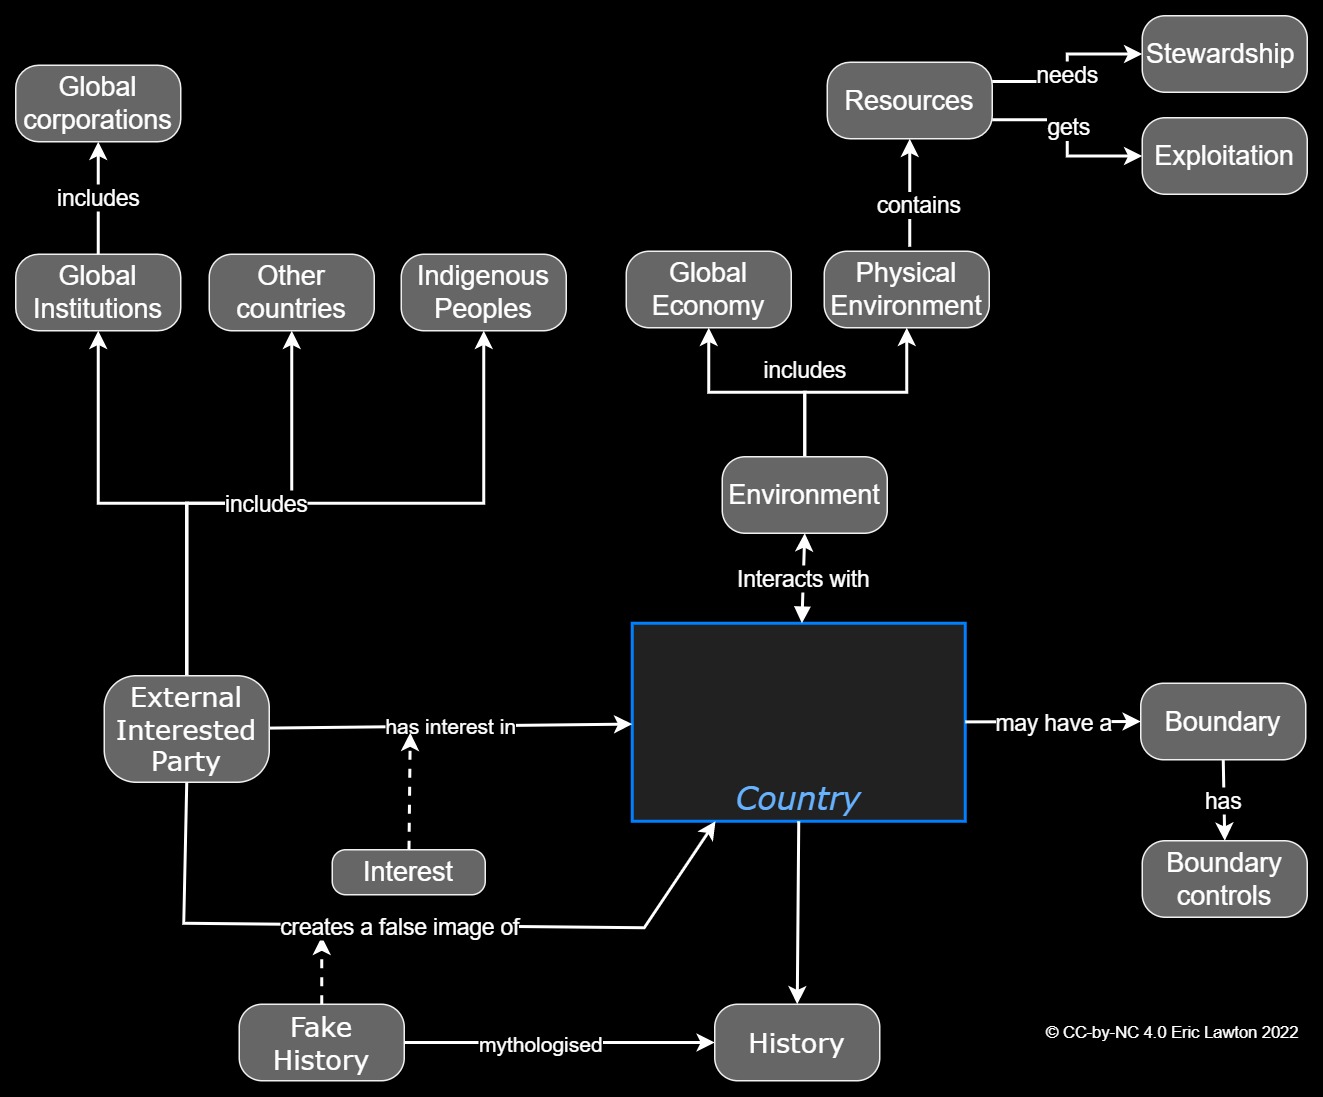 Global
corporations
includes
Global
Institutions
Other
countries
Indigenous
Peoples
includes
Resources
needs
Stewardship
gets
Exploitation
contains
Global
Economy
Physical
Environment
includes
Environment
Interacts with
External
Interested
Party
has interest in
Country
may have a
Boundary
has
Boundary
controls
Interest
creates a false image of
Fake
History
mythologised
History
© CC-by-NC 4.0 Eric Lawton 2022